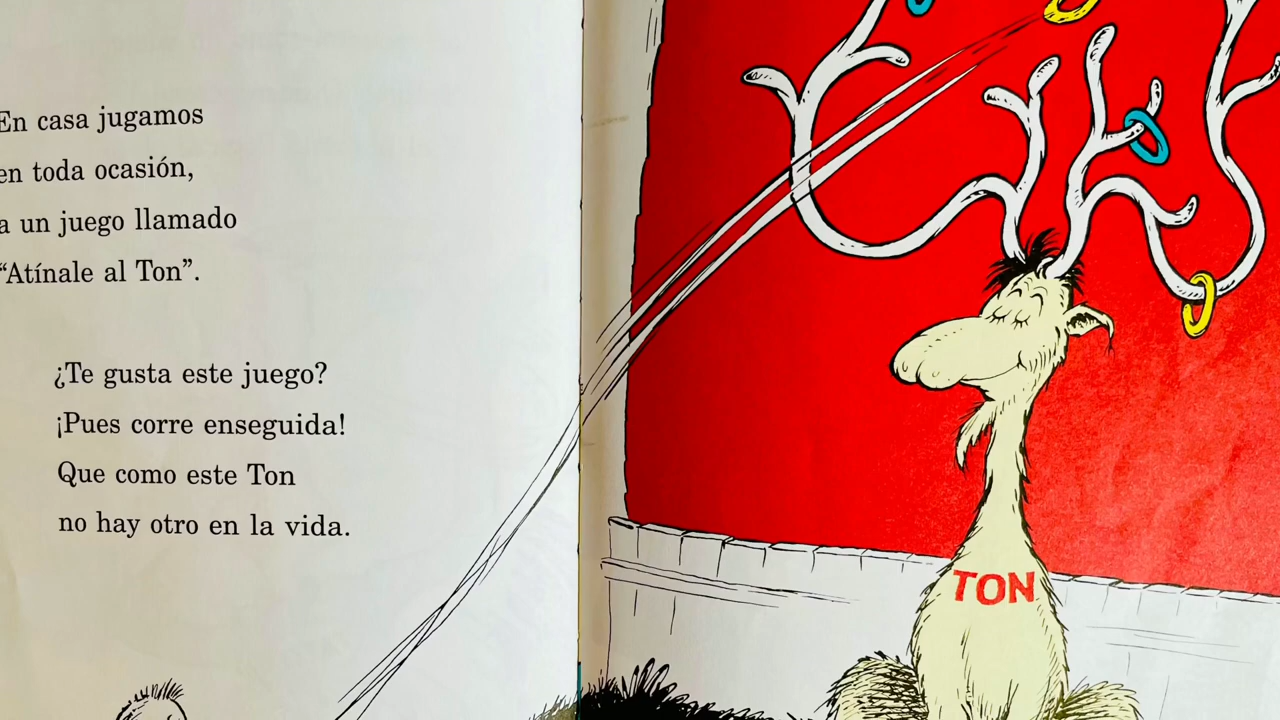 En casa jugamos
en toda ocasión,
a un juego llamado
“Atínale al Ton”.
¿Te gusta este juego?
¡Pues corre enseguida!
Que como este Ton
no hay otro en la vida.
TON